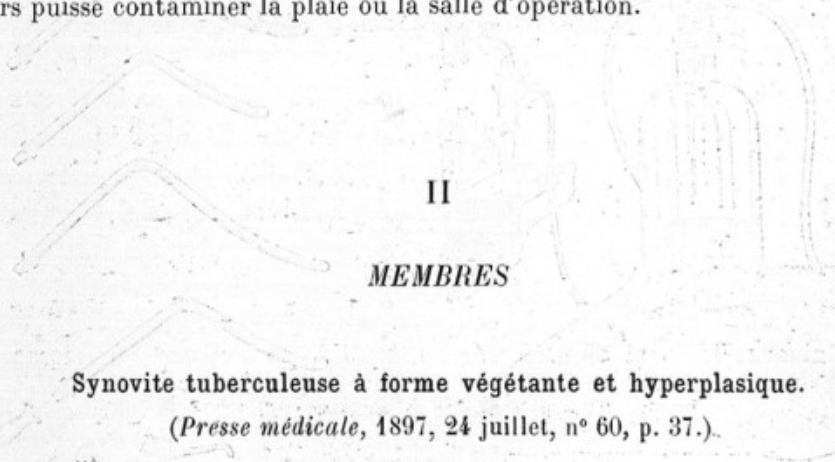 rs puisse contaminer la plaie ou la salle d'opération.
II
MEMBRES
Synovite tuberculeuse à forme végétante et hyperplasique.
(Presse médicale, 1897, 24 juillet, nº 60, p. 37.)